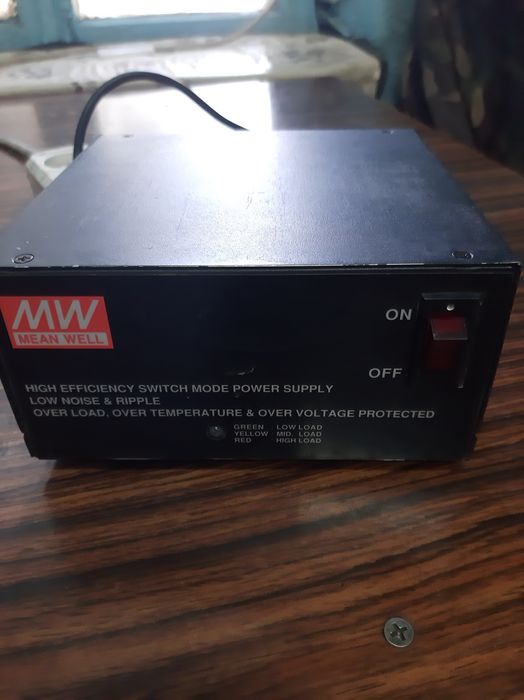 MW
MEAN WELL
ON
OFF
HIGH EFFICIENCY SWITCH MODE POWER SUPPLY
LOW NOISE & RIPPLE
OVER LOAD, OVER TEMPERATURE & OVER VOLTAGE PROTECTED
GREEN LOW LOAD
YELLOW MID. LOAD
RED HIGH LOAD